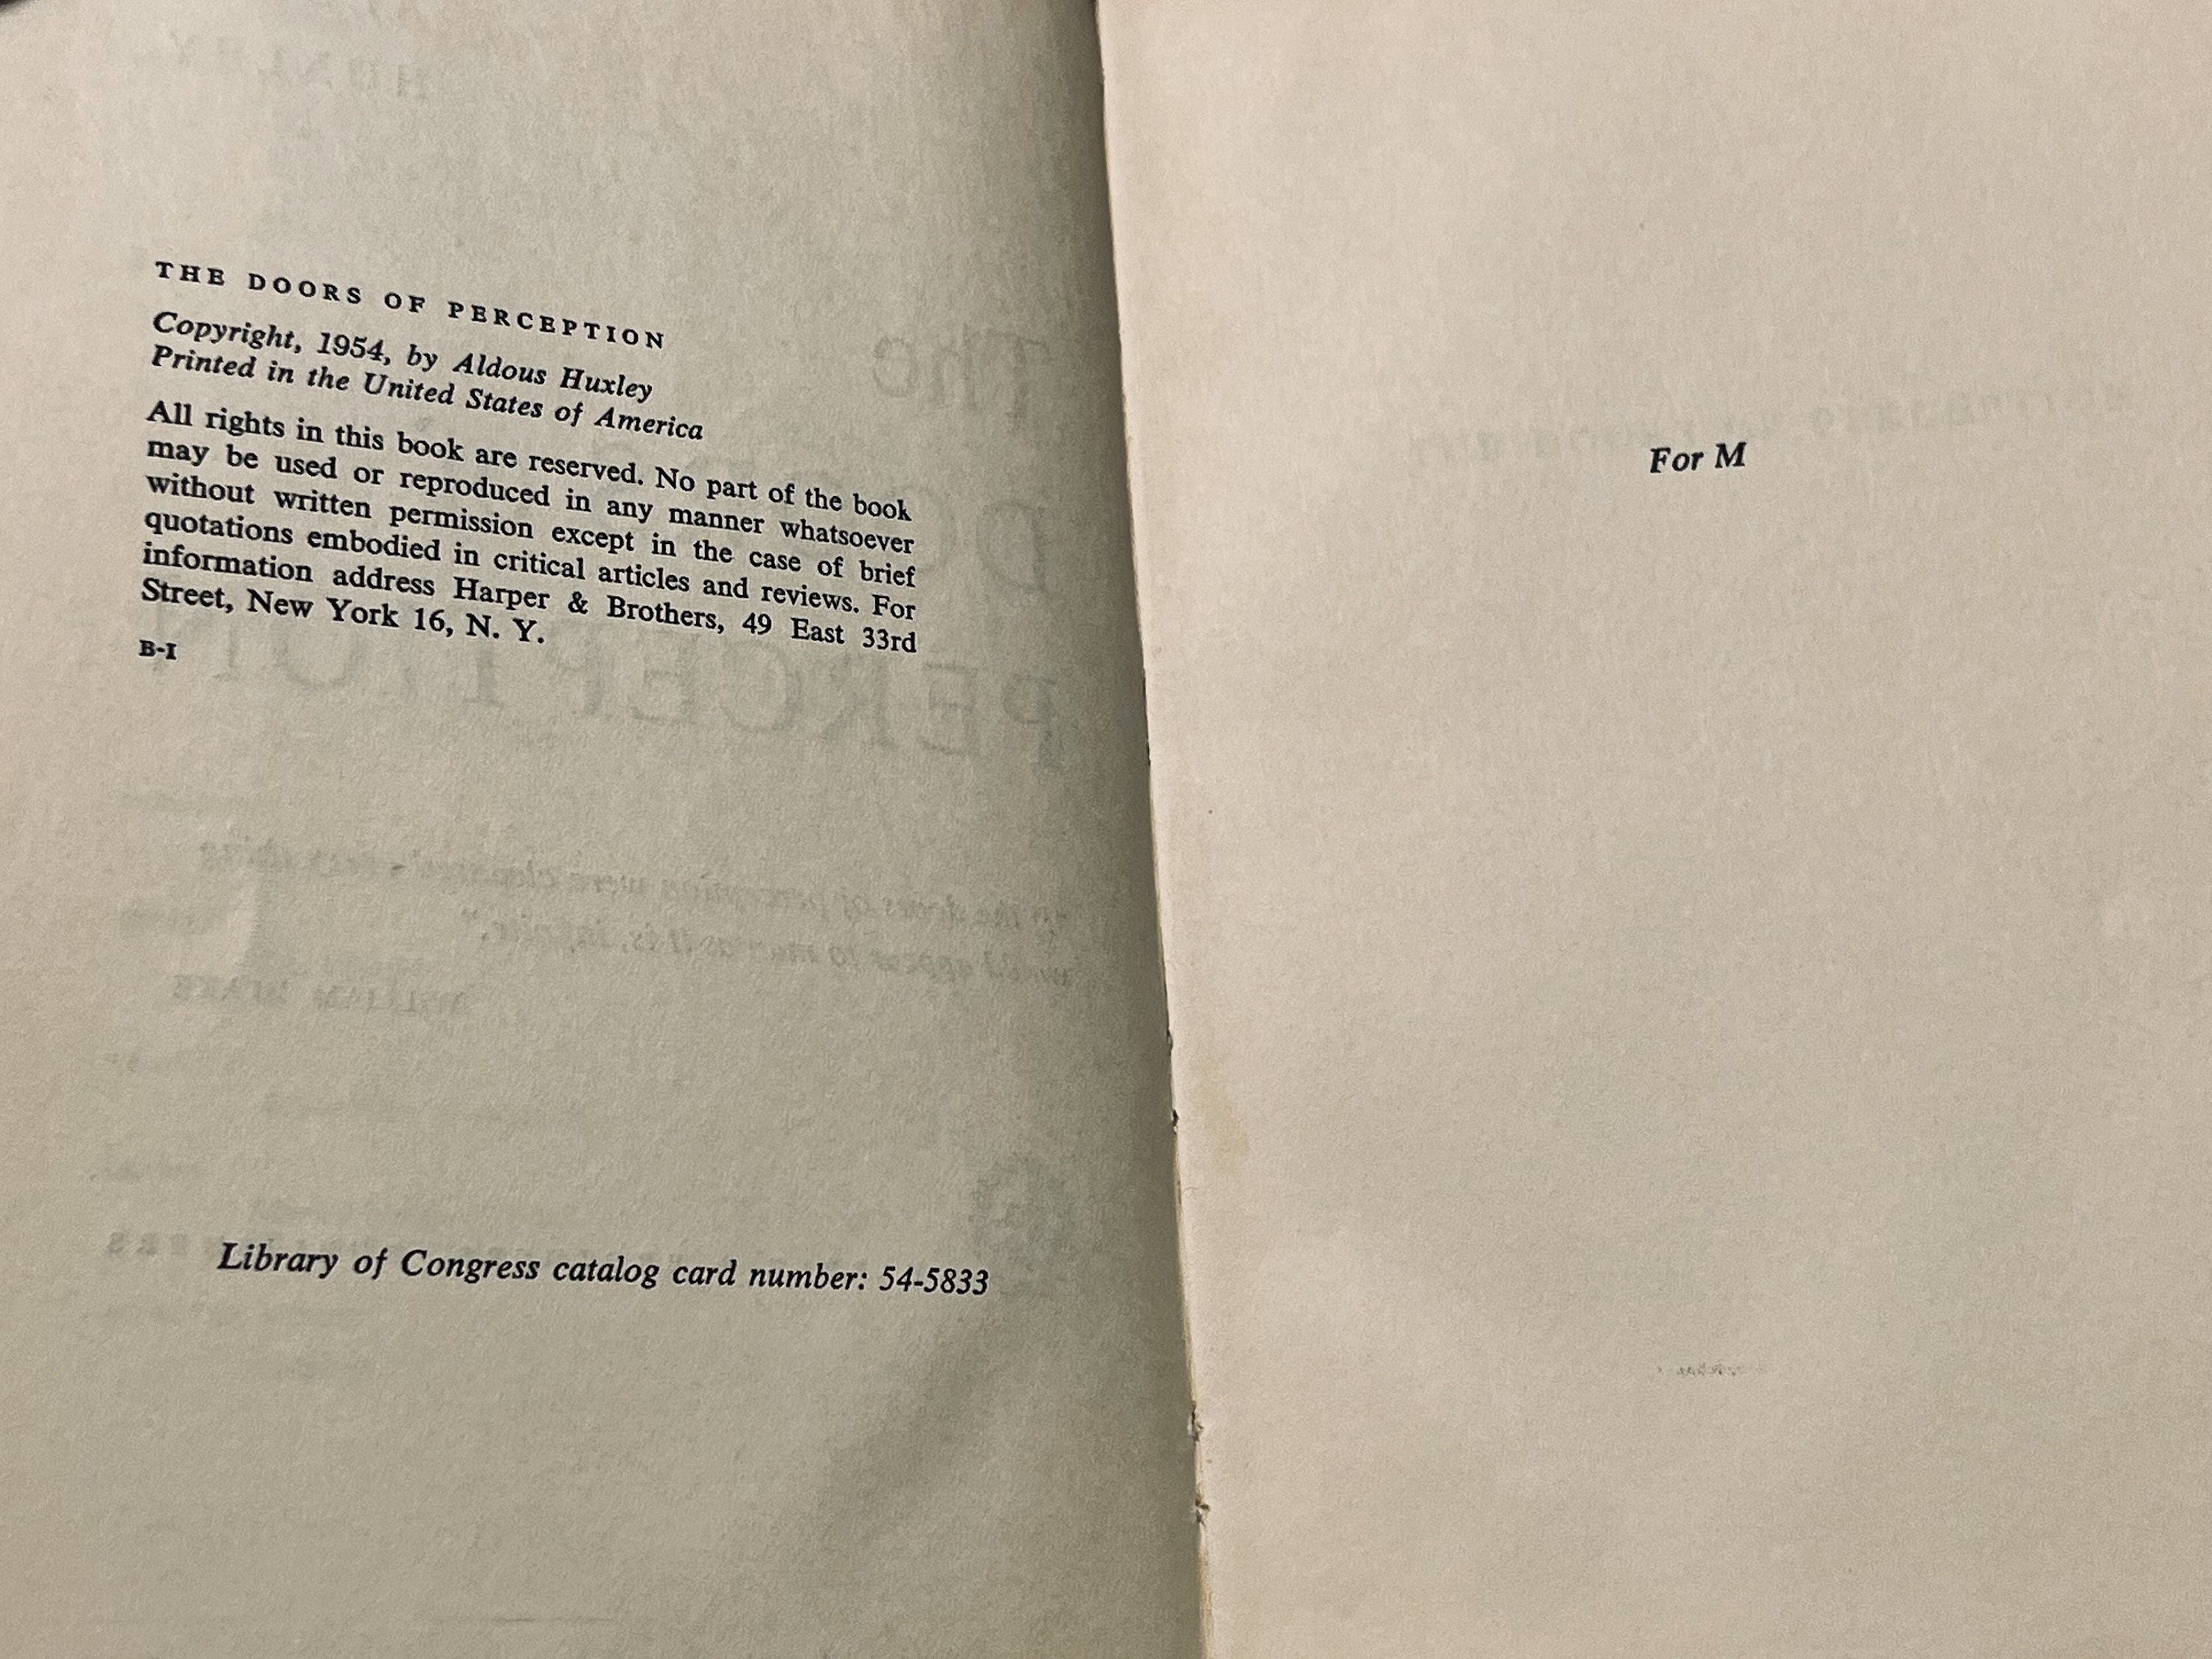 THE DOORS OF PERCEPTION
Copyright, 1954, by Aldous Huxley
Printed in the United States of America
All rights in this book are reserved. No part of the book
may be used or reproduced in any manner whatsoever
without written permission except in the case of brief
quotations embodied in critical articles and reviews. For
information address Harper & Brothers, 49 East 33rd
Street, New York 16, N. Y.
B-I
Library of Congress catalog card number: 54-5833
For M